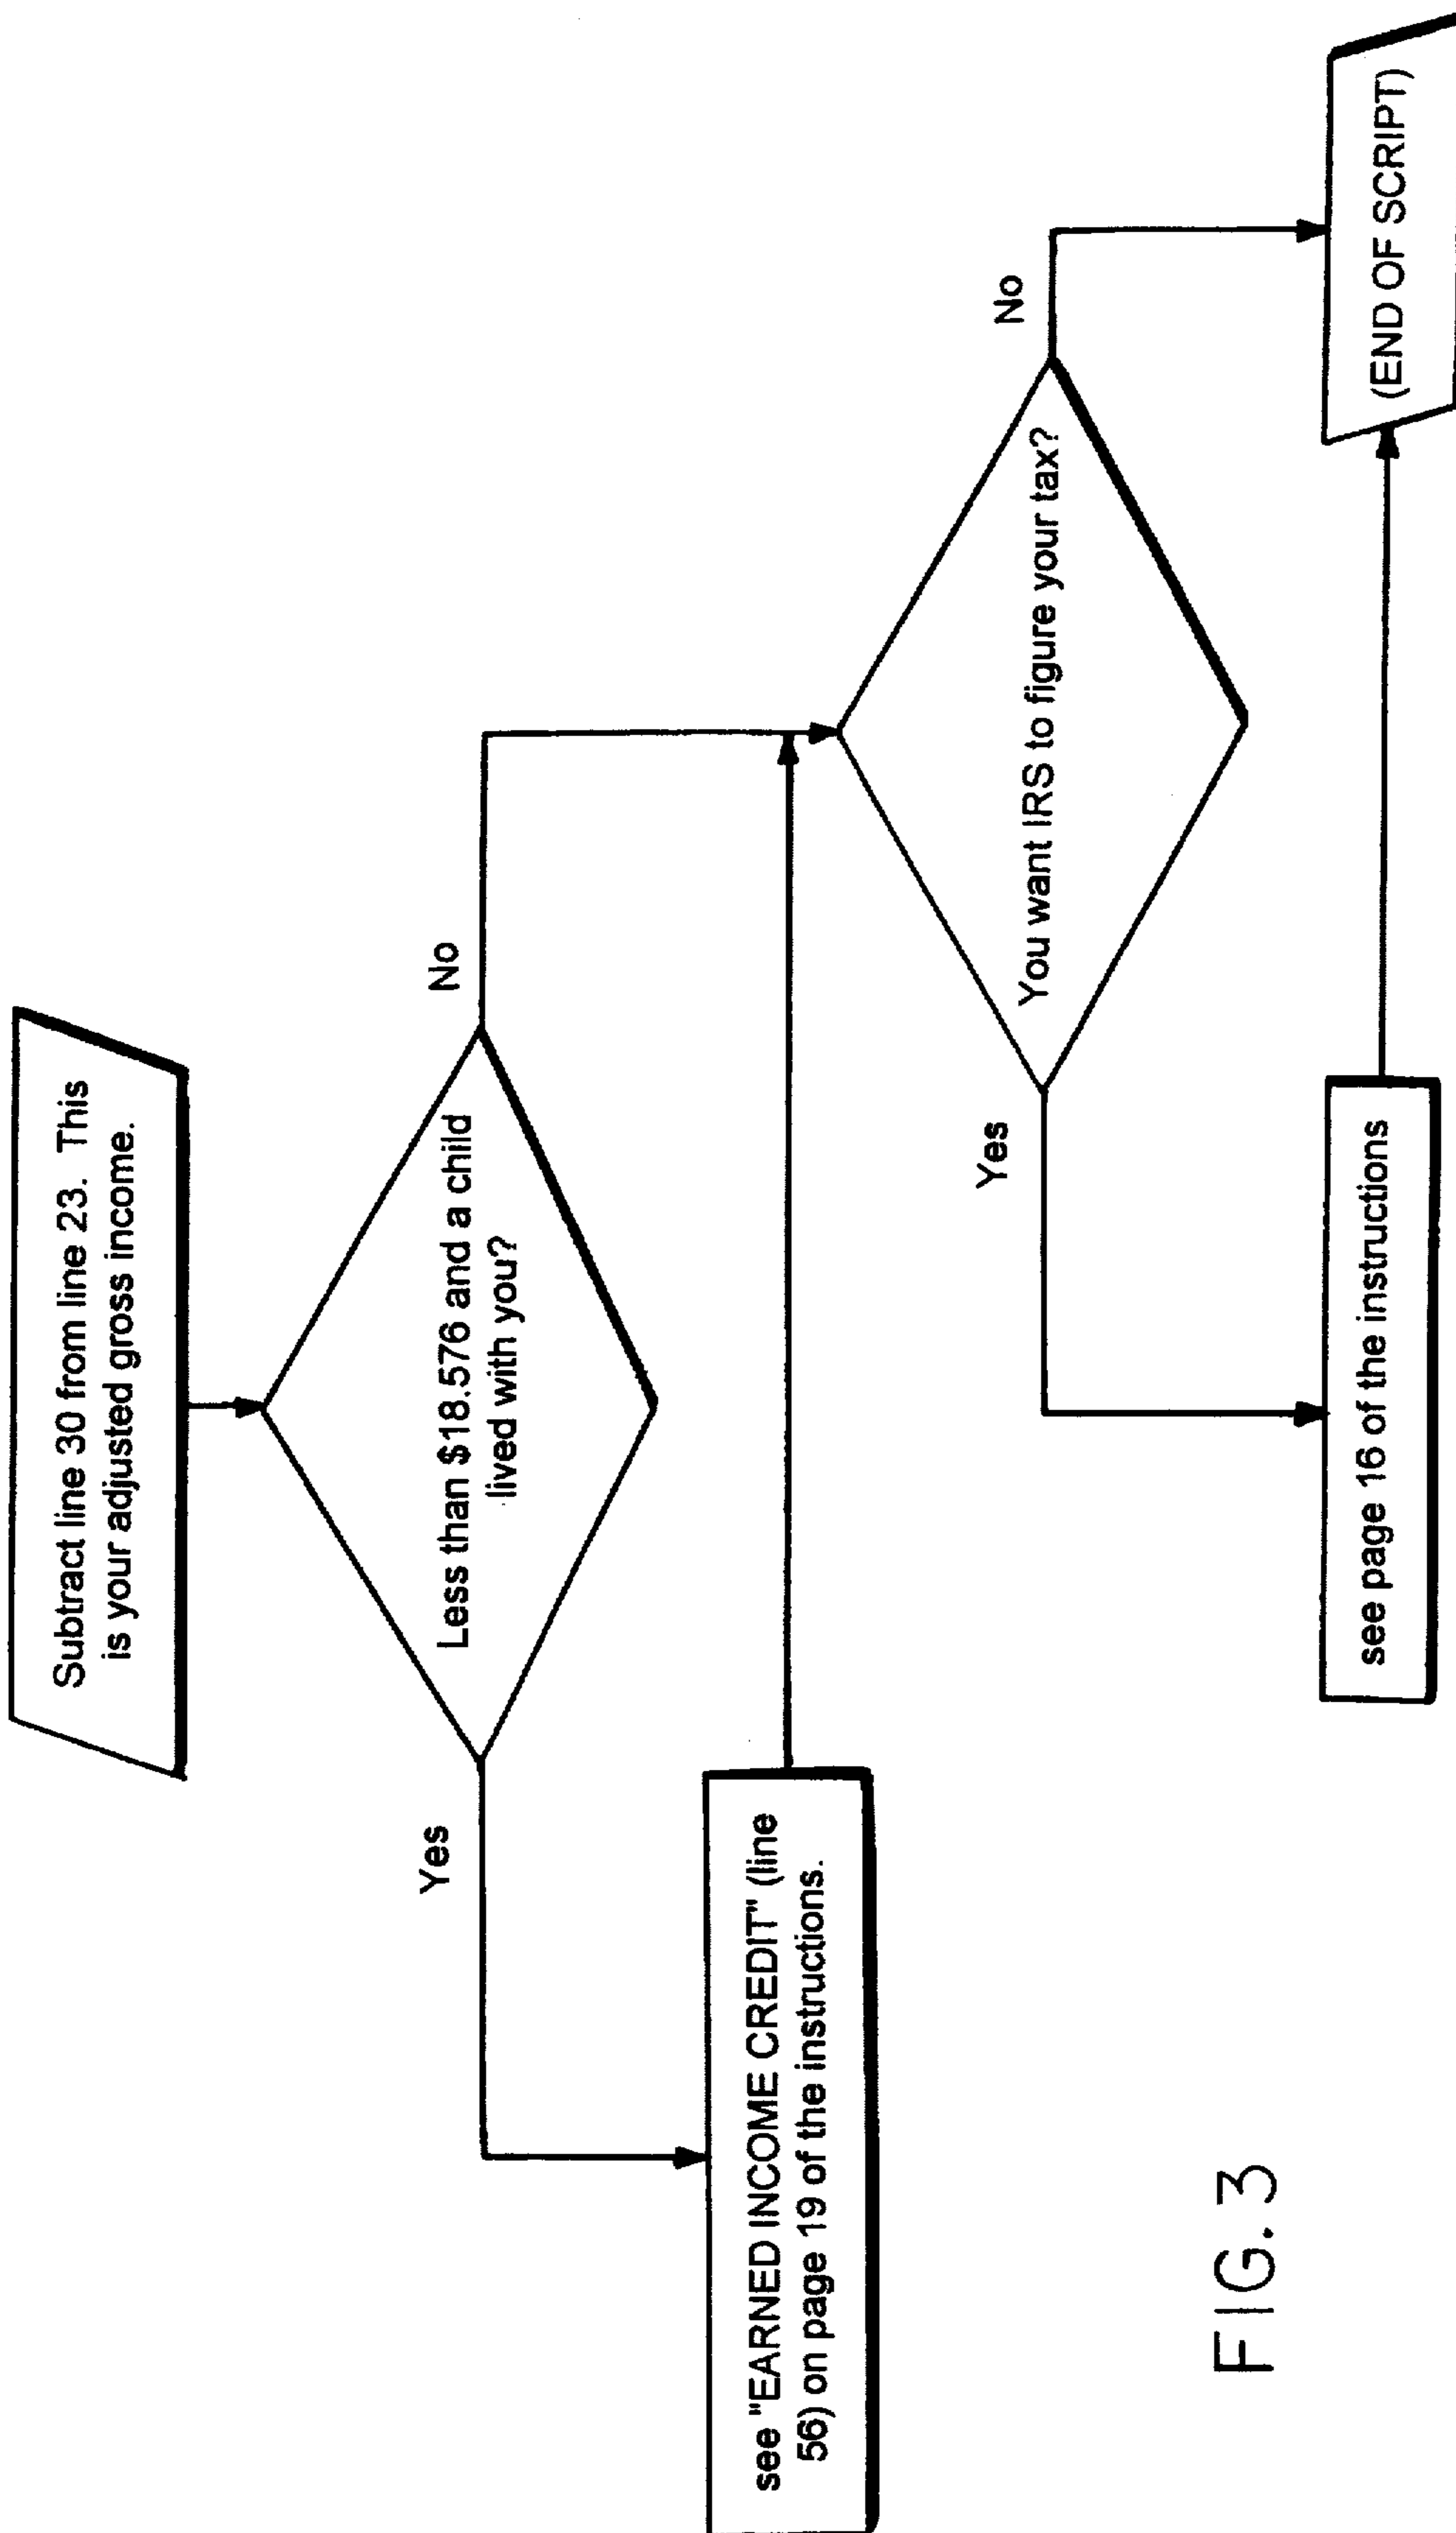 Subtract line 30 from line 23. This
is your adjusted gross income.
Less than $18.576 and a child
lived with you?
Yes
No
see "EARNED INCOME CREDIT" (line
56) on page 19 of the instructions.
You want IRS to figure your tax?
Yes
No
see page 16 of the instructions
(END OF SCRIPT)
FIG. 3